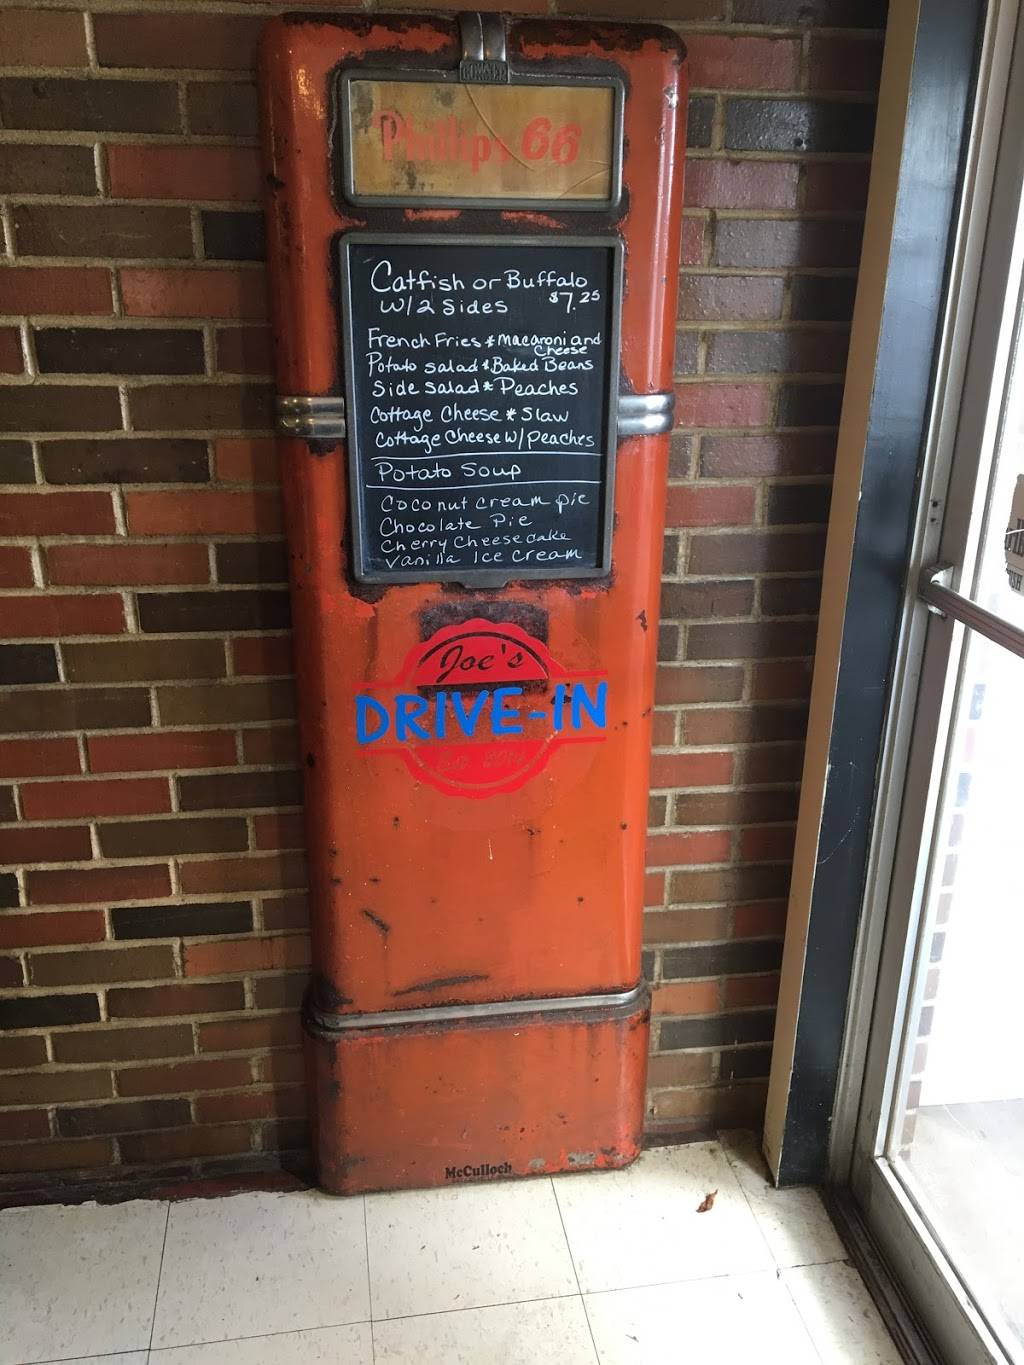 Phillips 66
Catfish or Buffalo
w/2 sides $7.25
French Fries * Macaroni and
Cheese
Potato salad * Baked Beans
Side Salad * Peaches
Cottage Cheese * Slaw
Cottage Cheese w/ Peaches
Potato Soup
Coconut cream pie
Chocolate Pie
Cherry Cheesecake
Vanilla Ice cream
Joe's
DRIVE-IN
McCulloch